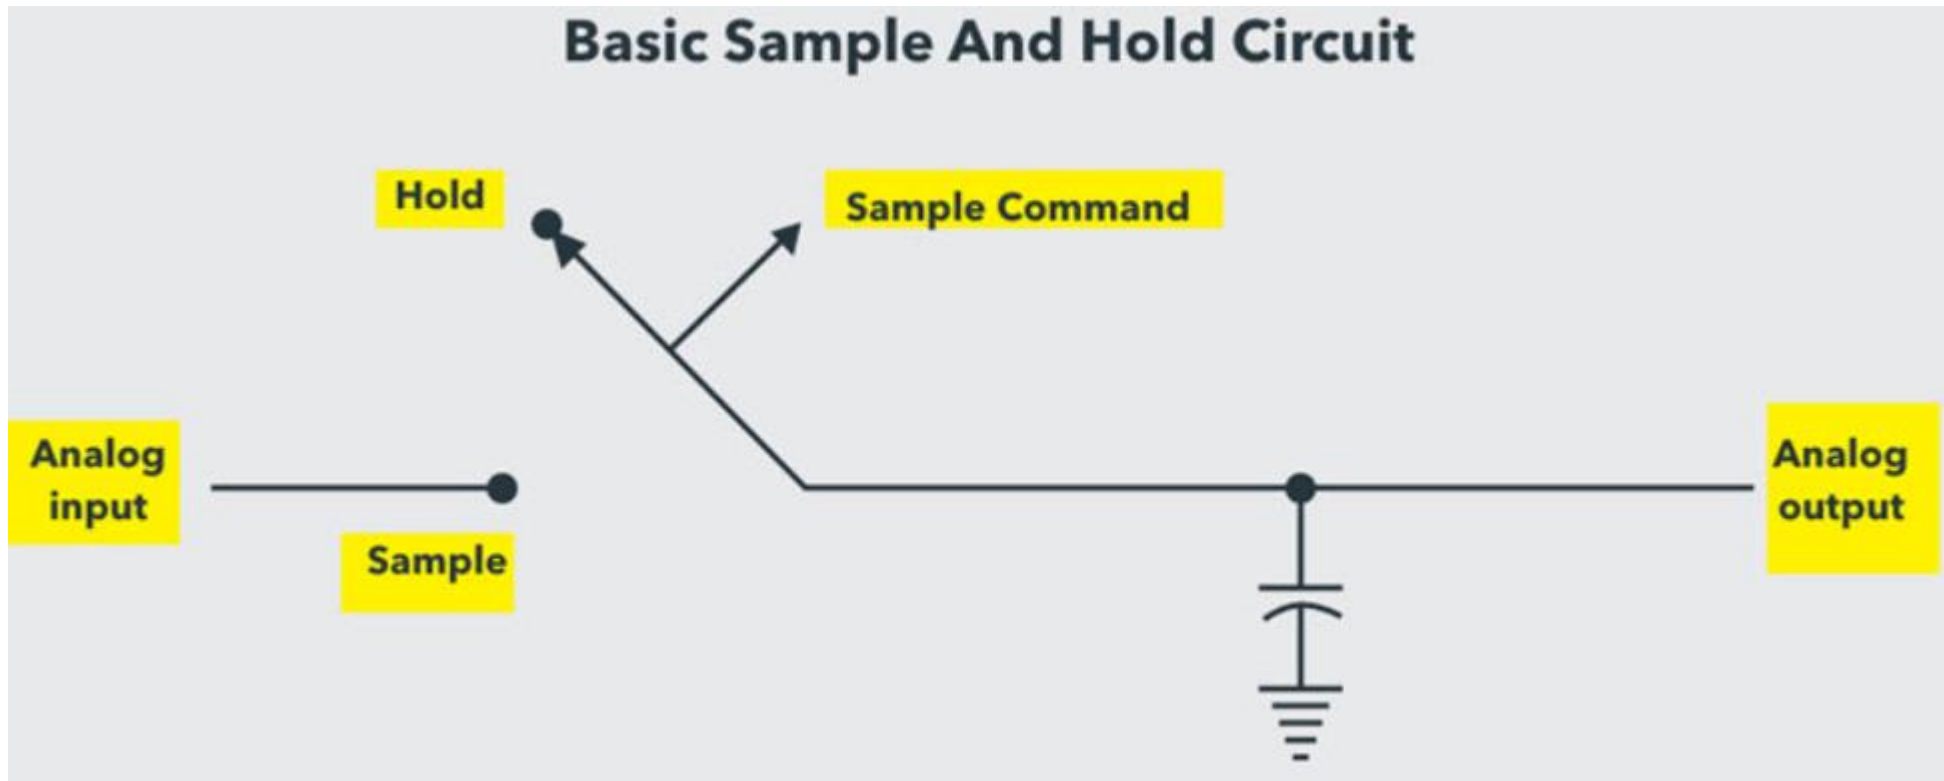 Basic Sample And Hold Circuit
Hold
Sample Command
Analog
input
Sample
Analog
output